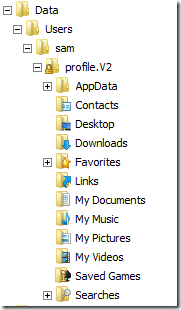 Data
Users
sam
profile.V2
AppData
Contacts
Desktop
Downloads
Favorites
Links
My Documents
My Music
My Pictures
My Videos
Saved Games
Searches